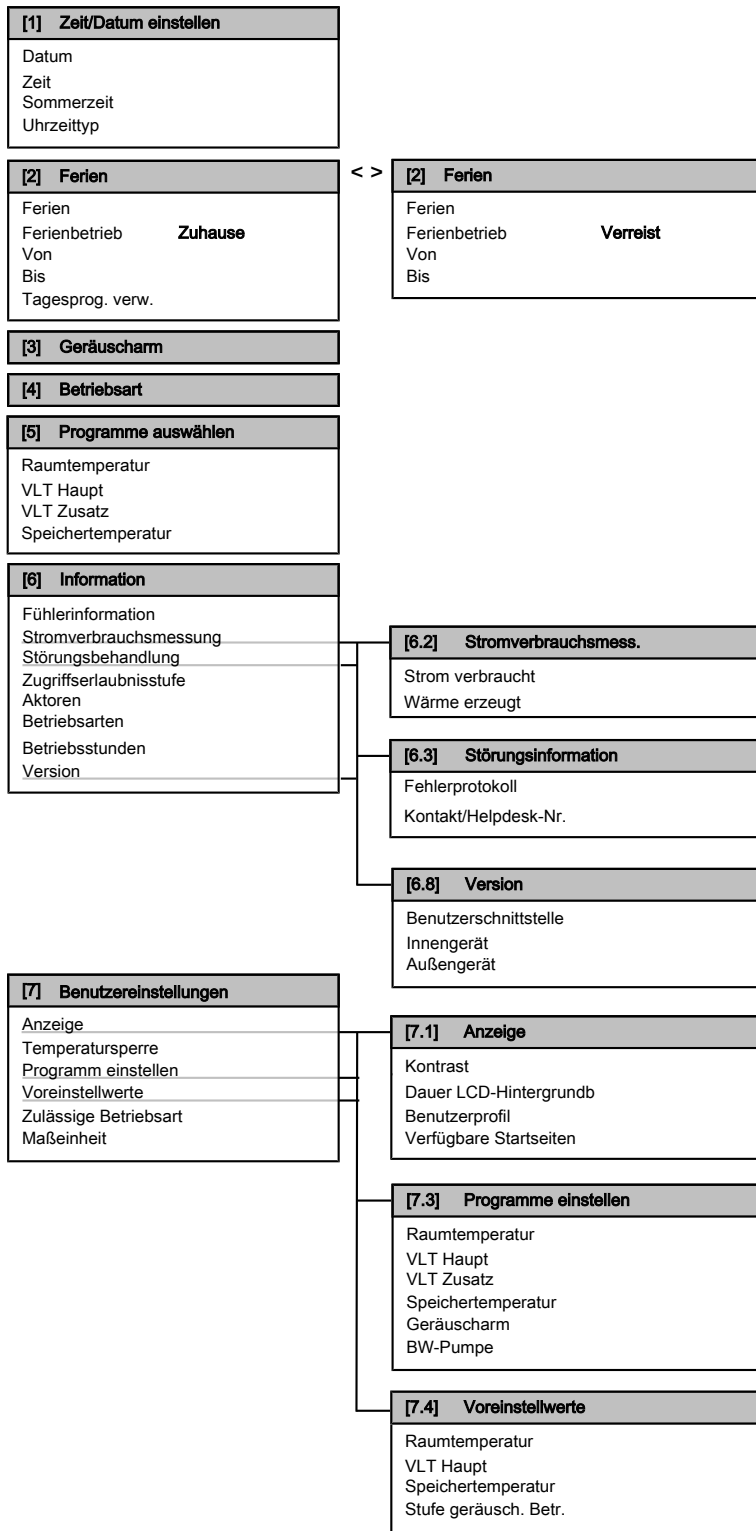 [1] Zeit/Datum einstellen
Datum
Zeit
Sommerzeit
Uhrzeittyp
[2] Ferien
Ferien
Ferienbetrieb Zuhause
Von
Bis
Tagesprog. verw.
< >
[2] Ferien
Ferien
Ferienbetrieb Verreist
Von
Bis
[3] Geräuscharm
[4] Betriebsart
[5] Programme auswählen
Raumtemperatur
VLT Haupt
VLT Zusatz
Speichertemperatur
[6] Information
Fühlerinformation
Stromverbrauchsmessung
Störungsbehandlung
Zugriffserlaubnisstufe
Aktoren
Betriebsarten
Betriebsstunden
Version
[6.2] Stromverbrauchsmess.
Strom verbraucht
Wärme erzeugt
[6.3] Störungsinformation
Fehlerprotokoll
Kontakt/Helpdesk-Nr.
[6.8] Version
Benutzerschnittstelle
Innengerät
Außengerät
[7] Benutzereinstellungen
Anzeige
Temperatursperre
Programm einstellen
Voreinstellwerte
Zulässige Betriebsart
Maßeinheit
[7.1] Anzeige
Kontrast
Dauer LCD-Hintergrundb
Benutzerprofil
Verfügbare Startseiten
[7.3] Programme einstellen
Raumtemperatur
VLT Haupt
VLT Zusatz
Speichertemperatur
Geräuscharm
BW-Pumpe
[7.4] Voreinstellwerte
Raumtemperatur
VLT Haupt
Speichertemperatur
Stufe geräusch. Betr.